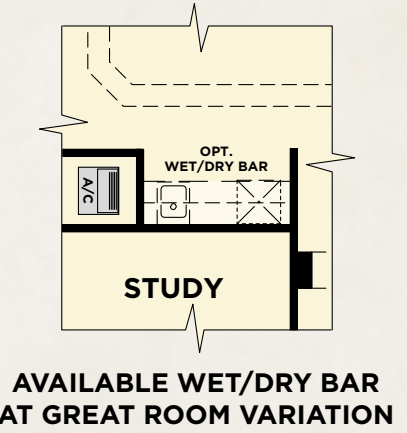 OPT.
WET/DRY BAR
A/C
STUDY
AVAILABLE WET/DRY BAR
AT GREAT ROOM VARIATION